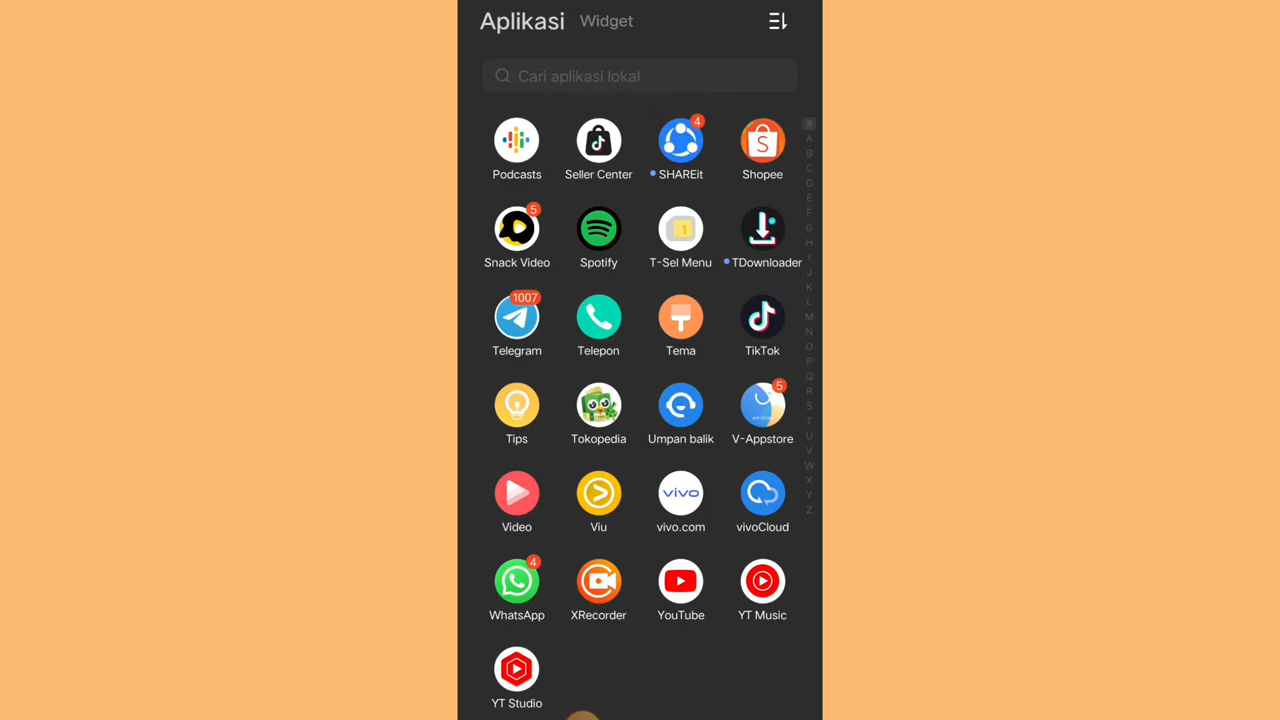 Aplikasi Widget
Cari aplikasi lokal
4
Podcasts Seller Center SHAREit Shopee
5
1
Snack Video Spotify T-Sel Menu TDownloader
1007
Telegram Telepon Tema TikTok
5
Tips Tokopedia Umpan balik V-Appstore
vivo
Video Viu vivo.com vivoCloud
4
WhatsApp XRecorder YouTube YT Music
YT Studio
#
A
B
C
D
E
F
G
H
I
J
K
L
M
N
O
P
Q
R
S
T
U
V
W
X
Y
Z